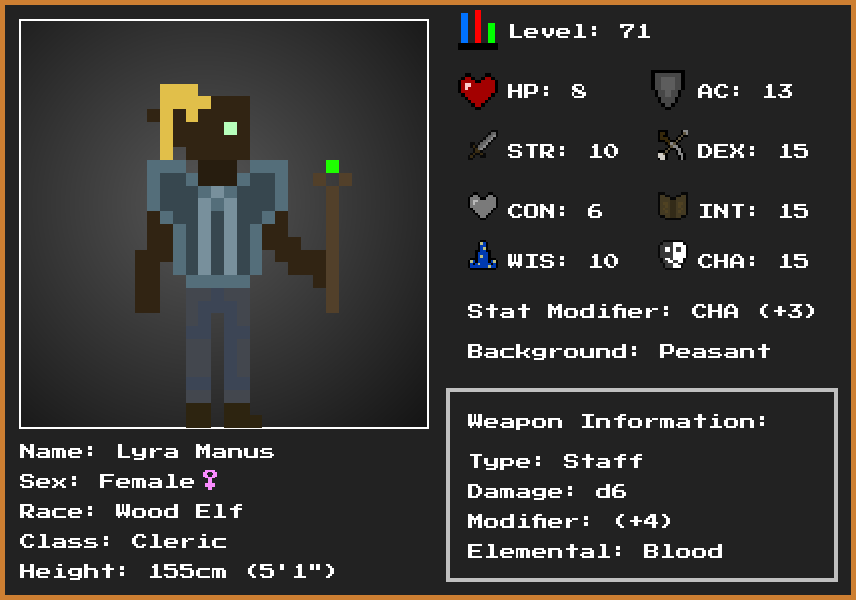 Level: 71
HP: 8
AC: 13
STR: 10
DEX: 15
CON: 6
INT: 15
WIS: 10
CHA: 15
Stat Modifier: CHA (+3)
Background: Peasant
Weapon Information:
Type: Staff
Damage: d6
Modifier: (+4)
Elemental: Blood
Name: Lyra Manus
Sex: Female♀
Race: Wood Elf
Class: Cleric
Height: 155cm (5'1")